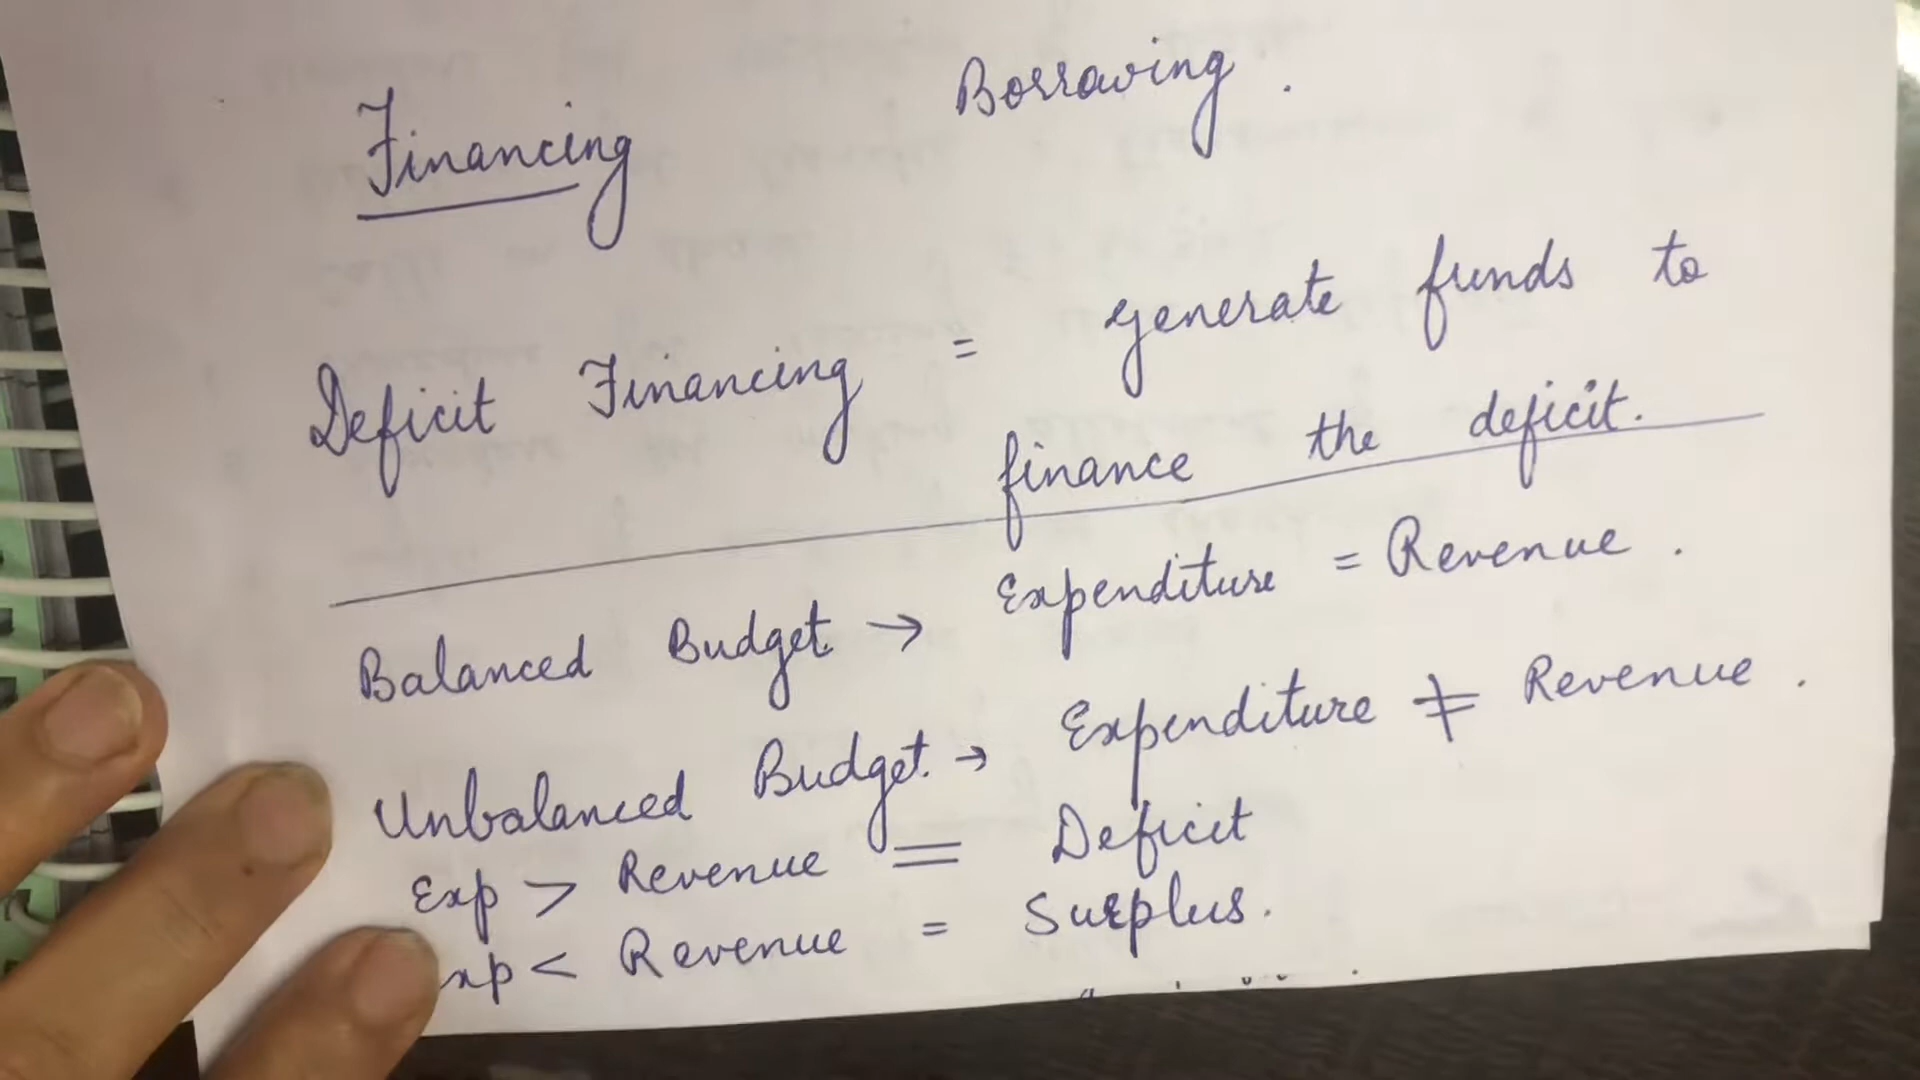 Financing Borrowing.
Deficit Financing = generate funds to
finance the deficit.
Balanced Budget → Expenditure = Revenue.
Unbalanced Budget → Expenditure ≠ Revenue.
Exp > Revenue = Deficit
xp < Revenue = Surplus.